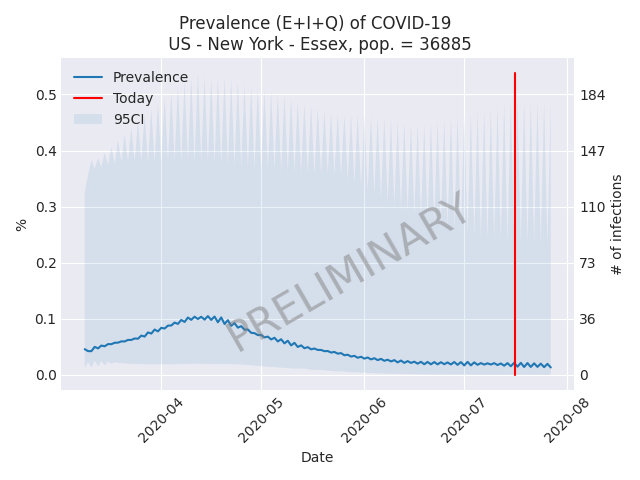 Prevalence (E+I+Q) of COVID-19
US - New York - Essex, pop. = 36885
Prevalence
Today
95CI
0.5
0.4
0.3
0.2
0.1
0.0
%
184
147
110
73
36
0
# of infections
PRELIMINARY
2020-04
2020-05
2020-06
2020-07
2020-08
Date